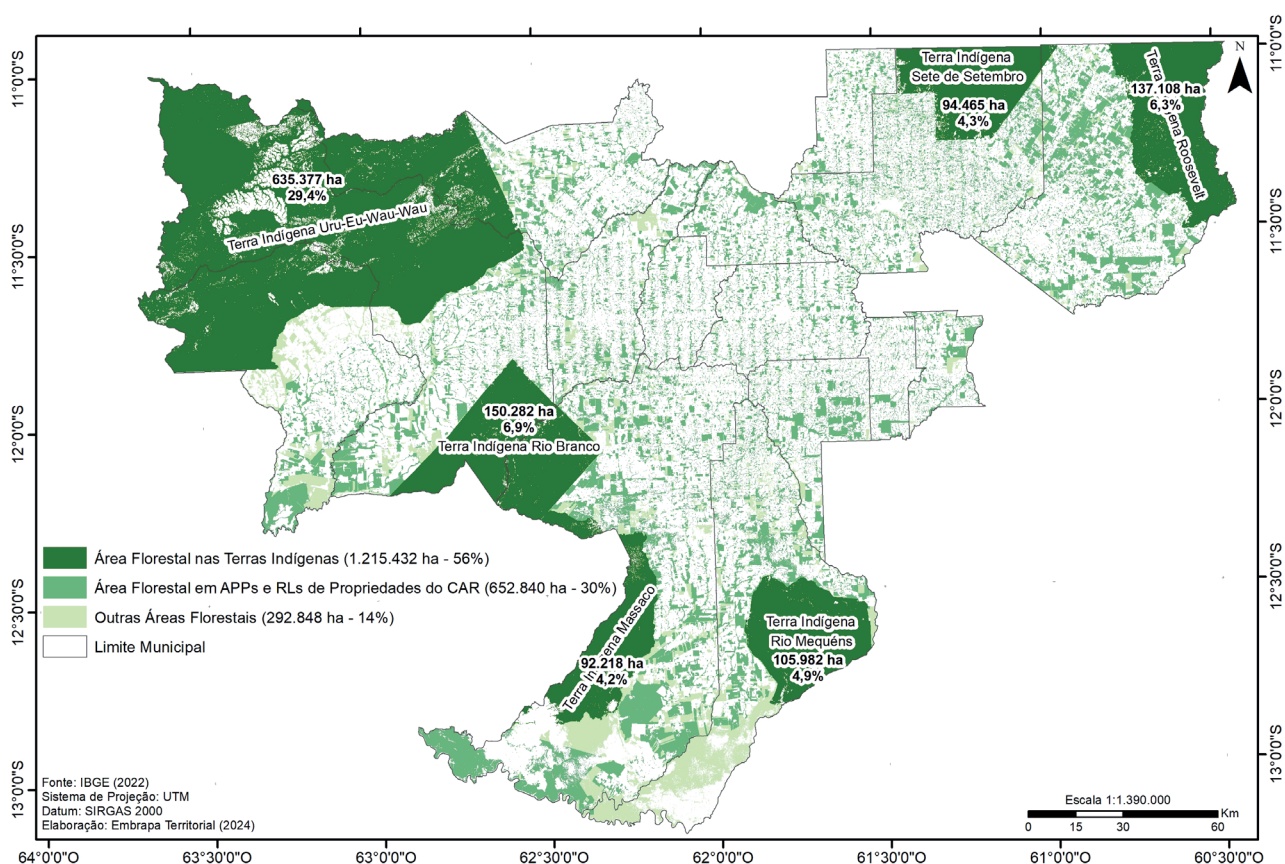 11°0'0"S
11°30'0"S
12°0'0"S
12°30'0"S
13°0'0"S
11°0'0"S
11°30'0"S
12°0'0"S
12°30'0"S
13°0'0"S
N
Terra Indígena
Sete de Setembro
94.465 ha
4,3%
137.108 ha
6,3%
Terra Indígena Roosevelt
635.377 ha
29,4%
Terra Indígena Uru-Eu-Wau-Wau
150.282 ha
6,9%
Terra Indígena Rio Branco
Terra Indígena Massaco
92.218 ha
4,2%
Terra Indígena
Rio Mequéns
105.982 ha
4,9%
Área Florestal nas Terras Indígenas (1.215.432 ha - 56%)
Área Florestal em APPs e RLs de Propriedades do CAR (652.840 ha - 30%)
Outras Áreas Florestais (292.848 ha - 14%)
Limite Municipal
Fonte: IBGE (2022)
Sistema de Projeção: UTM
Datum: SIRGAS 2000
Elaboração: Embrapa Territorial (2024)
Escala 1:1.390.000
Km
0 15 30 60
64°0'0"O 63°30'0"O 63°0'0"O 62°30'0"O 62°0'0"O 61°30'0"O 61°0'0"O 60°30'0"O